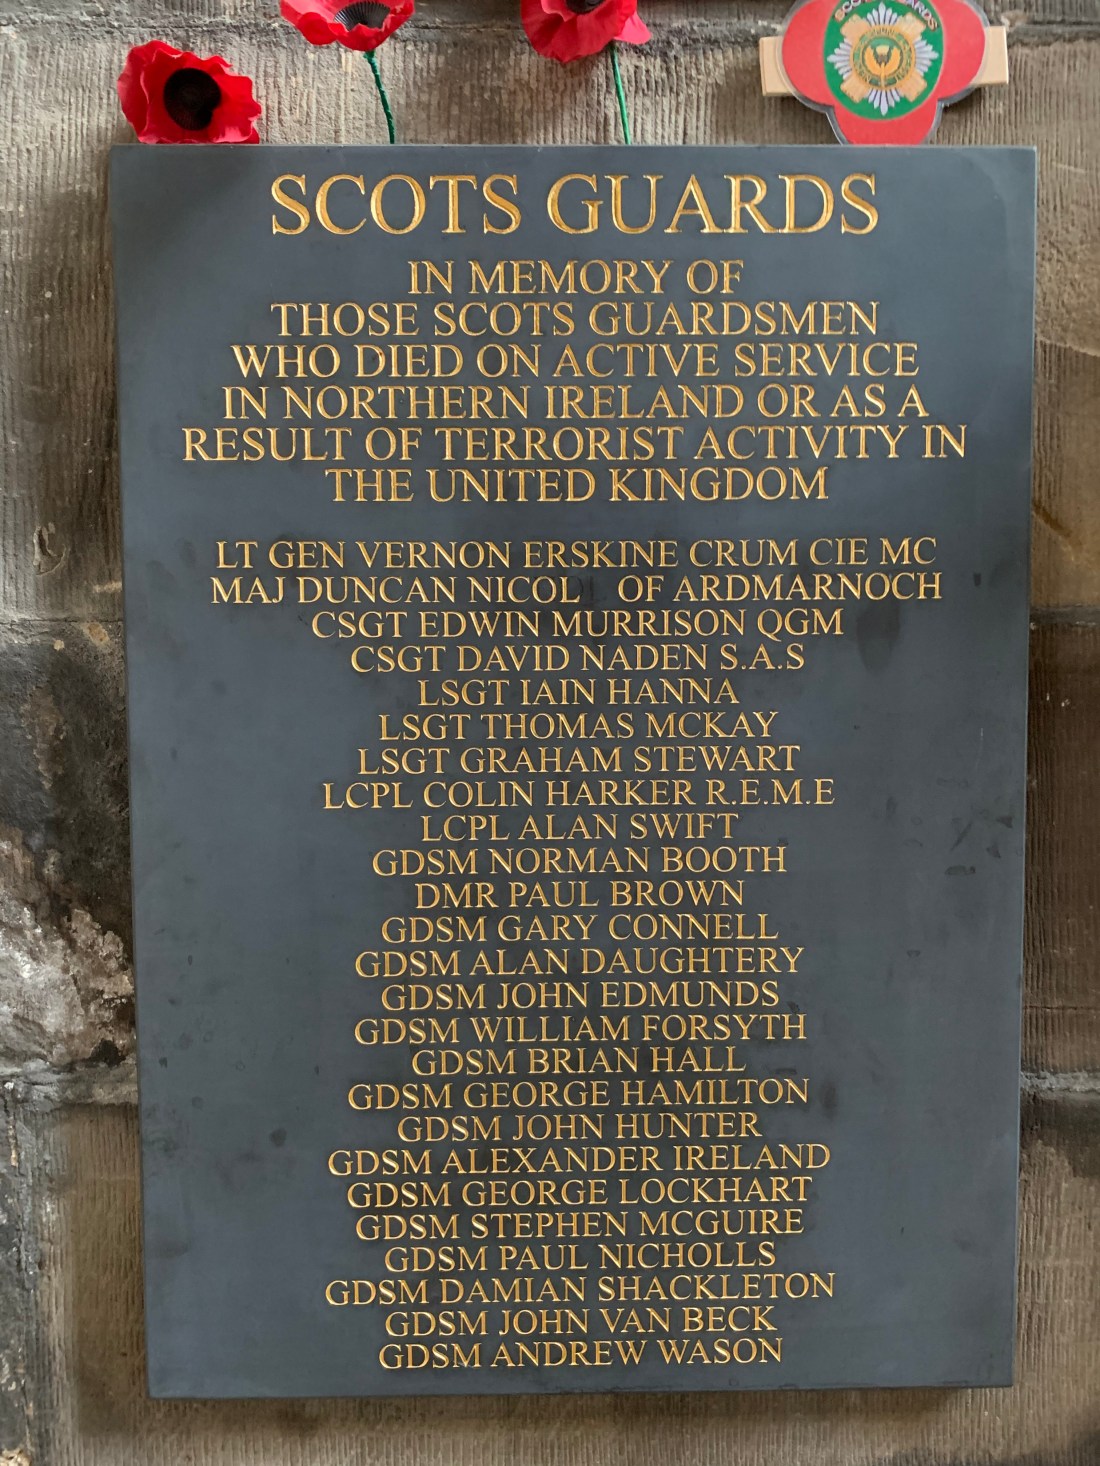 SCOTS GUARDS
SCOTS GUARDS
IN MEMORY OF
THOSE SCOTS GUARDSMEN
WHO DIED ON ACTIVE SERVICE
IN NORTHERN IRELAND OR AS A
RESULT OF TERRORIST ACTIVITY IN
THE UNITED KINGDOM
LT GEN VERNON ERSKINE CRUM CIE MC
MAJ DUNCAN NICOL OF ARDMARNOCH
CSGT EDWIN MURRISON QGM
CSGT DAVID NADEN S.A.S
LSGT IAIN HANNA
LSGT THOMAS MCKAY
LSGT GRAHAM STEWART
LCPL COLIN HARKER R.E.M.E
LCPL ALAN SWIFT
GDSM NORMAN BOOTH
DMR PAUL BROWN
GDSM GARY CONNELL
GDSM ALAN DAUGHTERY
GDSM JOHN EDMUNDS
GDSM WILLIAM FORSYTH
GDSM BRIAN HALL
GDSM GEORGE HAMILTON
GDSM JOHN HUNTER
GDSM ALEXANDER IRELAND
GDSM GEORGE LOCKHART
GDSM STEPHEN MCGUIRE
GDSM PAUL NICHOLLS
GDSM DAMIAN SHACKLETON
GDSM JOHN VAN BECK
GDSM ANDREW WASON